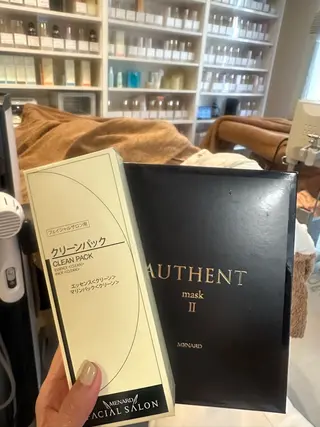 フェイシャルサロン用
クリーンパック
CLEAN PACK
エッセンス<クリーン>
マリンパック<クリーン>
MENARD
FACIAL SALON
AUTHENT
mask
II
MENARD